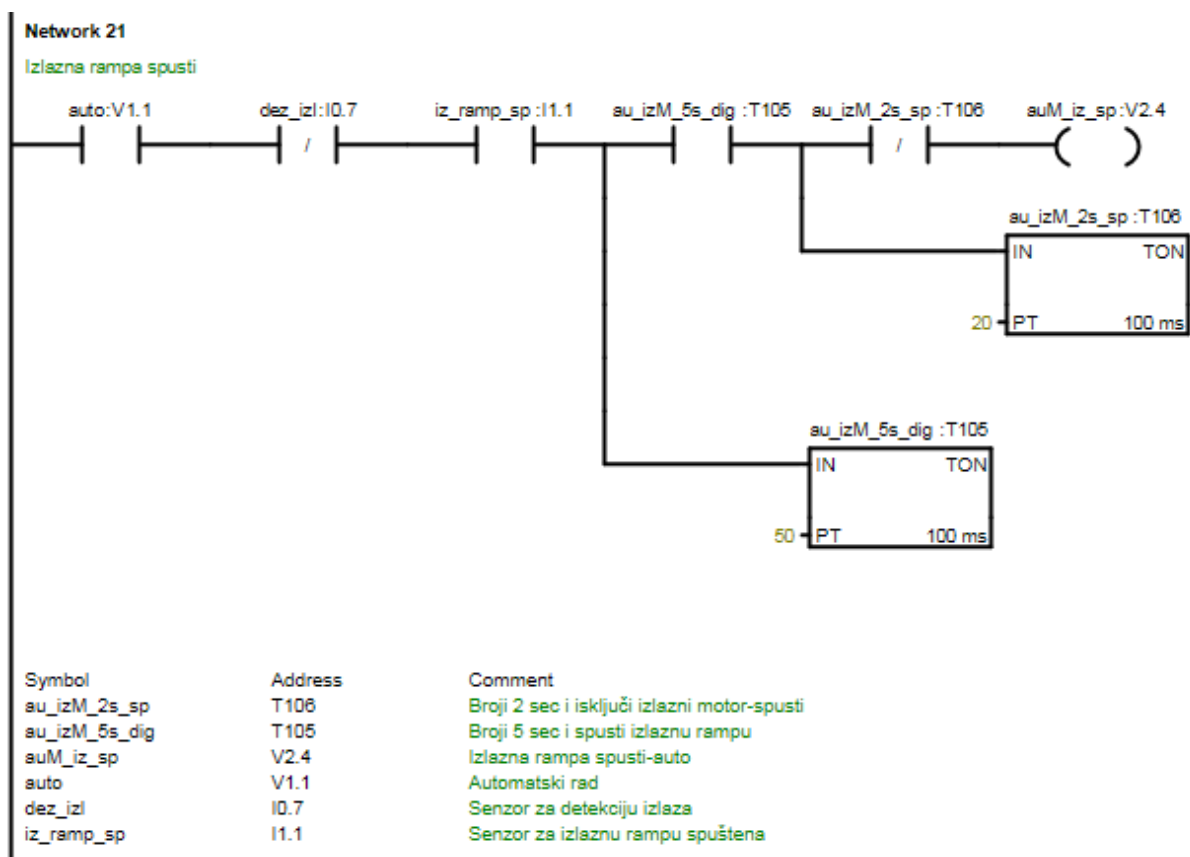 Network 21
Izlazna rampa spusti
auto:V1.1 dez_izl:I0.7 iz_ramp_sp:I1.1 au_izM_5s_dig :T105 au_izM_2s_sp:T106 auM_iz_sp:V2.4
/ /
au_izM_2s_sp:T106
IN TON
20 PT 100 ms
au_izM_5s_dig :T105
IN TON
50 PT 100 ms
Symbol Address Comment
au_izM_2s_sp T106 Broji 2 sec i isključi izlazni motor-spusti
au_izM_5s_dig T105 Broji 5 sec i spusti izlaznu rampu
auM_iz_sp V2.4 Izlazna rampa spusti-auto
auto V1.1 Automatski rad
dez_izl I0.7 Senzor za detekciju izlaza
iz_ramp_sp I1.1 Senzor za izlaznu rampu spuštena